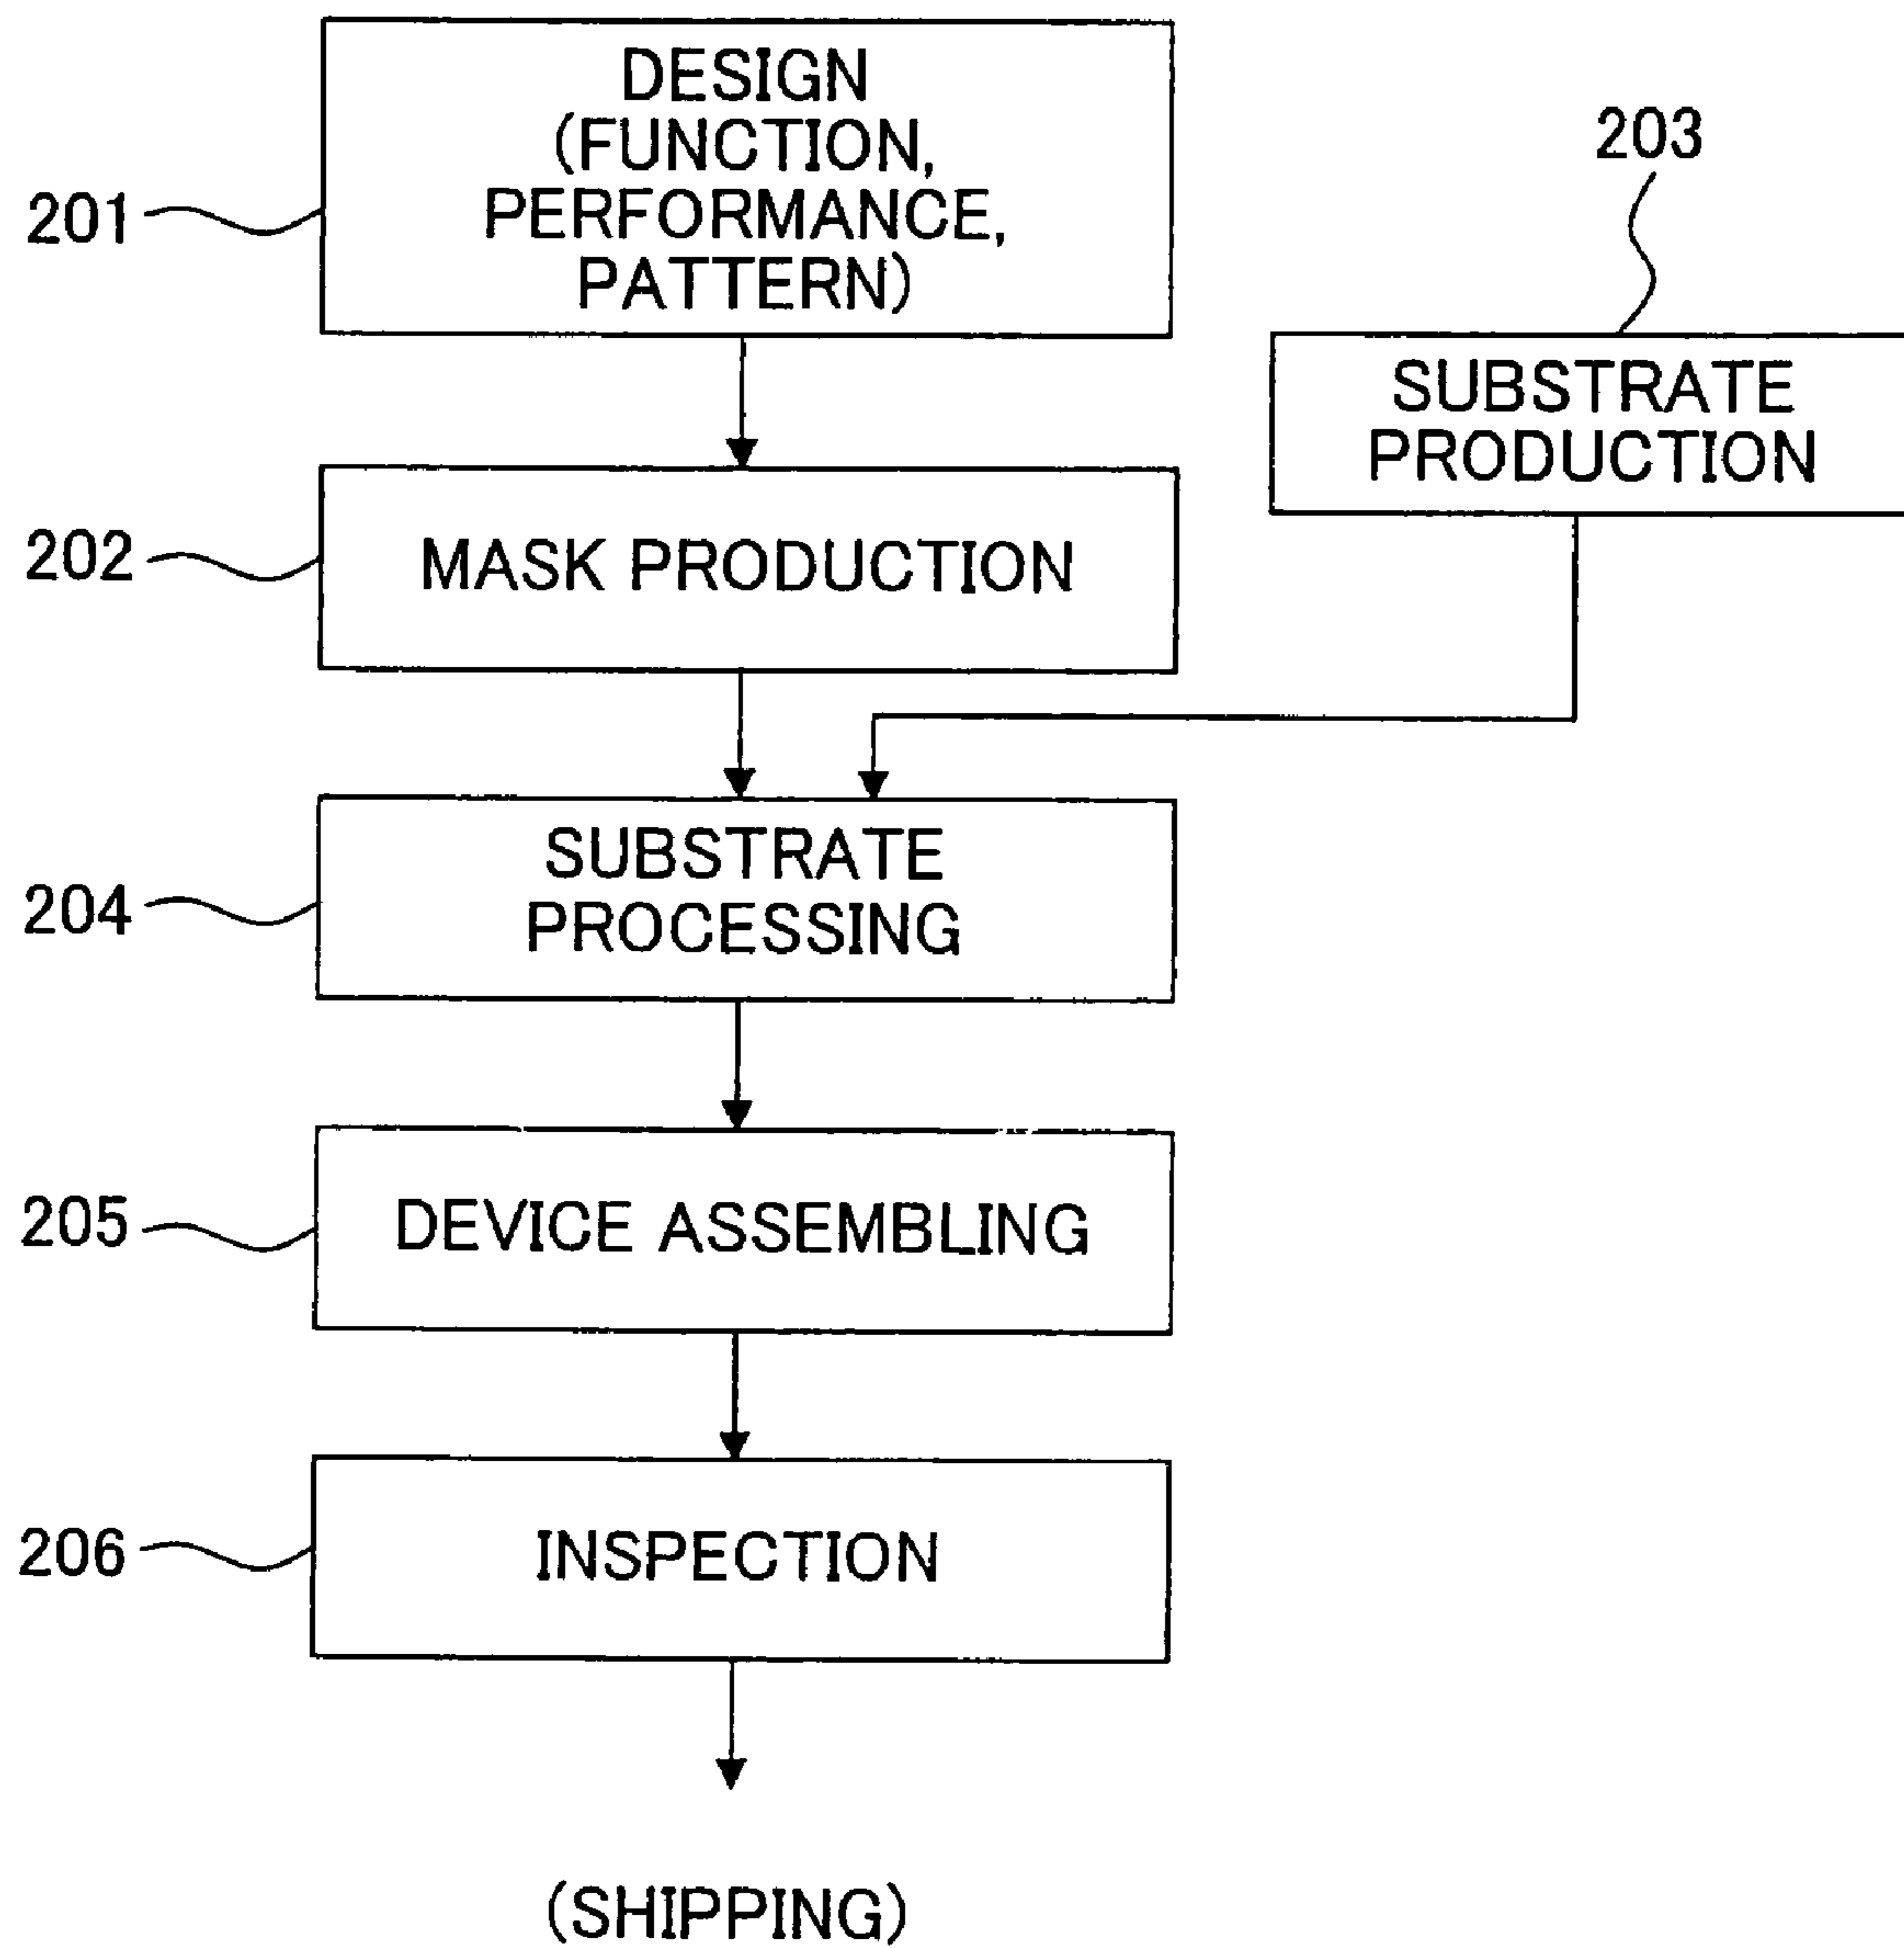 DESIGN
(FUNCTION,
PERFORMANCE,
PATTERN)
201
203
SUBSTRATE
PRODUCTION
202
MASK PRODUCTION
204
SUBSTRATE
PROCESSING
205
DEVICE ASSEMBLING
206
INSPECTION
(SHIPPING)